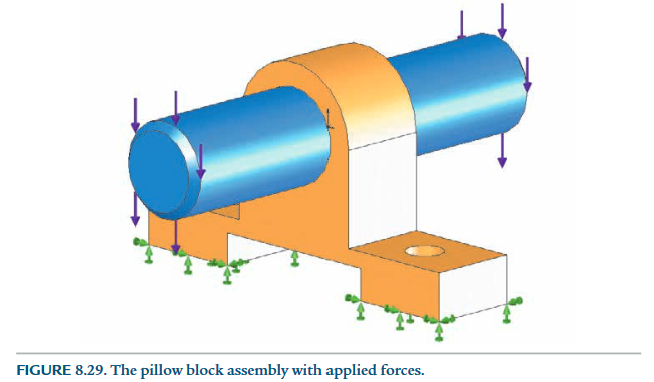 FIGURE 8.29. The pillow block assembly with applied forces.